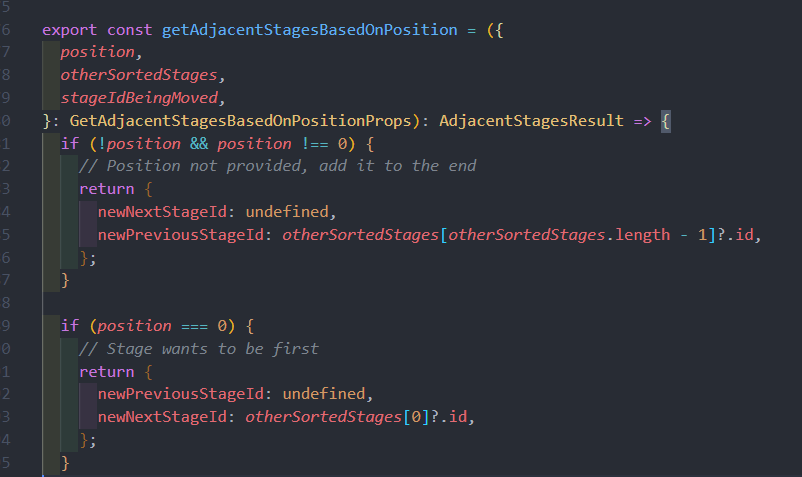 5
6 export const getAdjacentStagesBasedOnPosition = ({
7 position,
8 otherSortedStages,
9 stageIdBeingMoved,
0 }: GetAdjacentStagesBasedOnPositionProps): AdjacentStagesResult => {
1 if (!position && position !== 0) {
2 // Position not provided, add it to the end
3 return {
4 newNextStageId: undefined,
5 newPreviousStageId: otherSortedStages[otherSortedStages.length - 1]?.id,
6 };
7 }
8
9 if (position === 0) {
0 // Stage wants to be first
1 return {
2 newPreviousStageId: undefined,
3 newNextStageId: otherSortedStages[0]?.id,
4 };
5 }